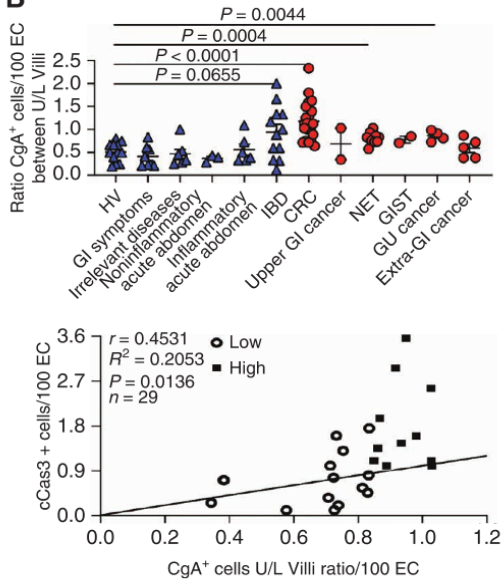 B
P = 0.0044
P = 0.0004
P < 0.0001
P = 0.0655
Ratio CgA+ cells/100 EC
between U/L Villi
2.5
2.0
1.5
1.0
0.5
0.0
HV
GI symptoms
Irrelevant diseases
Noninflammatory
acute abdomen
Inflammatory
acute abdomen
IBD
CRC
Upper GI cancer
NET
GIST
GU cancer
Extra-GI cancer
cCas3 + cells/100 EC
3.6
2.7
1.8
0.9
0.0
r = 0.4531
R2 = 0.2053
P = 0.0136
n = 29
Low
High
0.0 0.2 0.4 0.6 0.8 1.0 1.2
CgA+ cells U/L Villi ratio/100 EC